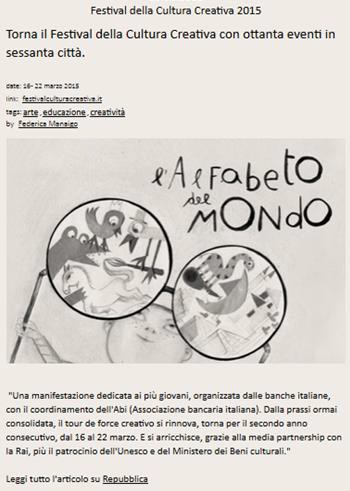 Festival della Cultura Creativa 2015
Torna il Festival della Cultura Creativa con ottanta eventi in
sessanta città.
date: 16- 22 marzo 2015
link: festivalculturacreativa.it
tags: arte, educazione, creatività
by Federica Manaigo
l'Alfabeto
del
MONdO
"Una manifestazione dedicata ai più giovani, organizzata dalle banche italiane,
con il coordinamento dell'Abi (Associazione bancaria italiana). Dalla prassi ormai
consolidata, il tour de force creativo si rinnova, torna per il secondo anno
consecutivo, dal 16 al 22 marzo. E si arricchisce, grazie alla media partnership con
la Rai, più il patrocinio dell'Unesco e del Ministero dei Beni culturali."
Leggi tutto l'articolo su Repubblica